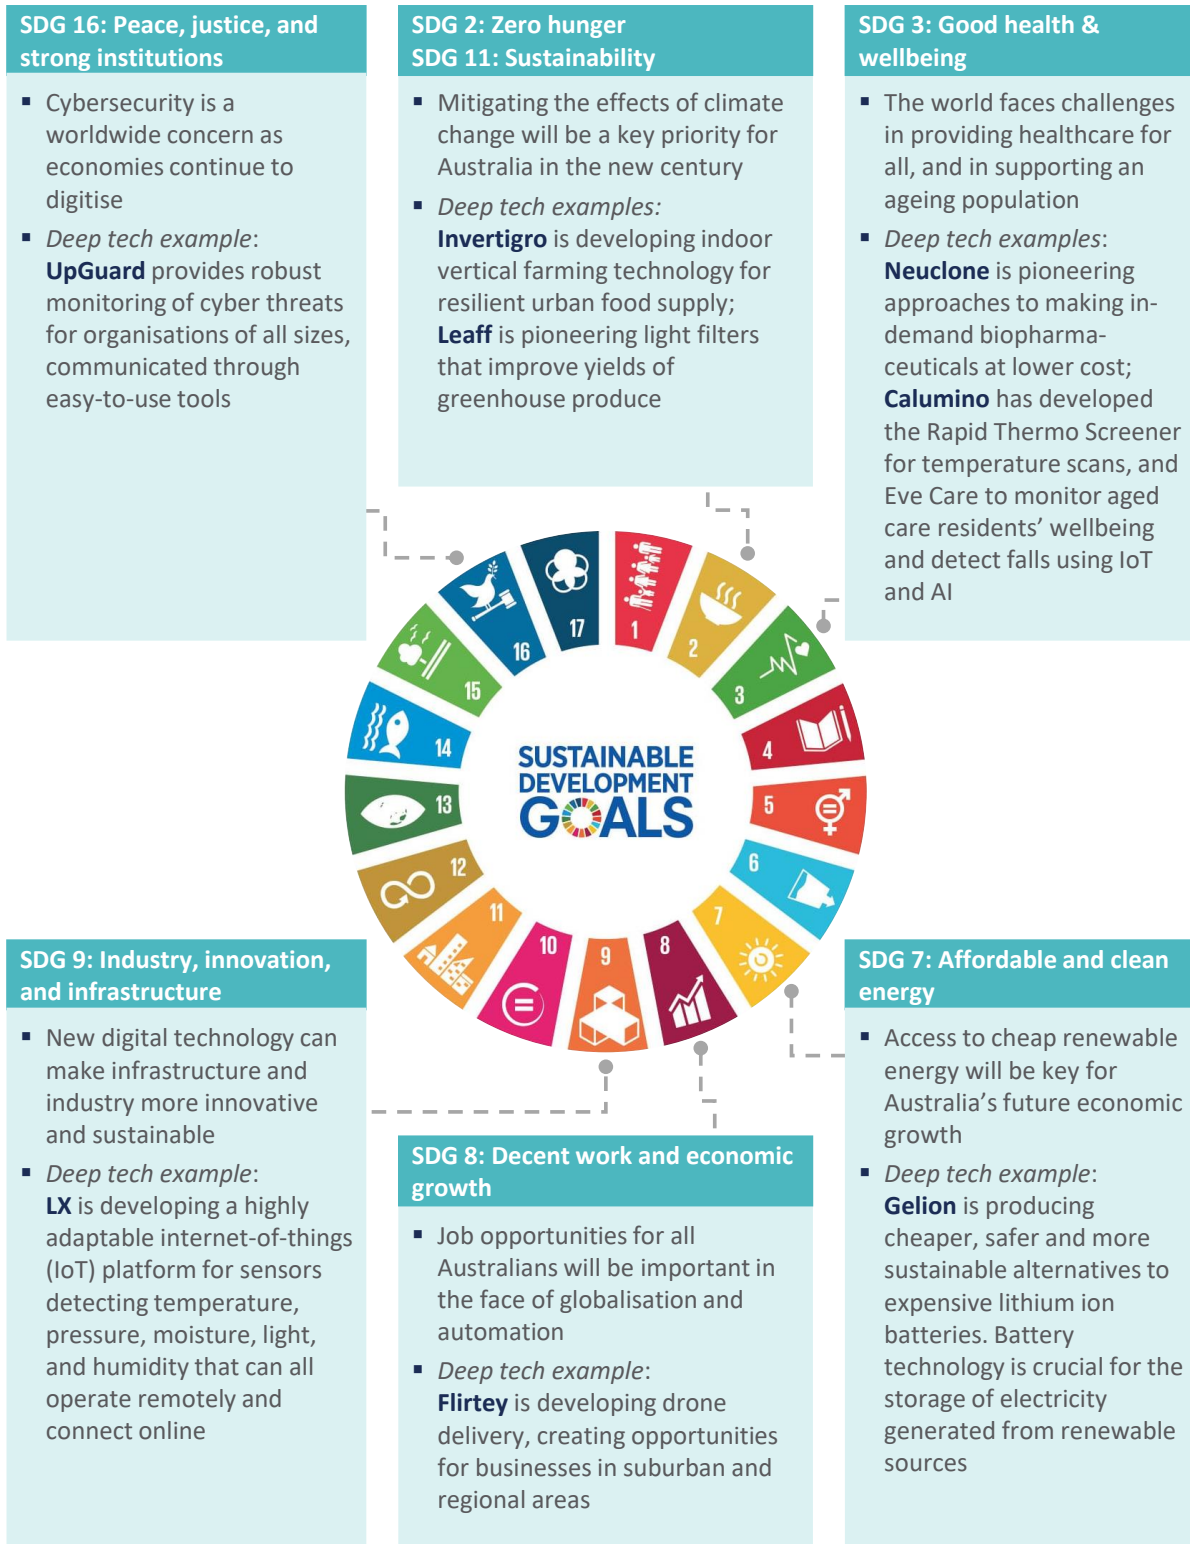 SDG 16: Peace, justice, and
strong institutions
▪ Cybersecurity is a
worldwide concern as
economies continue to
digitise
▪ Deep tech example:
UpGuard provides robust
monitoring of cyber threats
for organisations of all sizes,
communicated through
easy-to-use tools
SDG 2: Zero hunger
SDG 11: Sustainability
▪ Mitigating the effects of climate
change will be a key priority for
Australia in the new century
▪ Deep tech examples:
Invertigro is developing indoor
vertical farming technology for
resilient urban food supply;
Leaff is pioneering light filters
that improve yields of
greenhouse produce
SDG 3: Good health &
wellbeing
▪ The world faces challenges
in providing healthcare for
all, and in supporting an
ageing population
▪ Deep tech examples:
Neuclone is pioneering
approaches to making in-
demand biopharma-
ceuticals at lower cost;
Calumino has developed
the Rapid Thermo Screener
for temperature scans, and
Eve Care to monitor aged
care residents’ wellbeing
and detect falls using IoT
and AI
1
2
3
4
5
6
7
8
9
10
11
12
13
14
15
16
17
SUSTAINABLE
DEVELOPMENT
GOALS
SDG 9: Industry, innovation,
and infrastructure
▪ New digital technology can
make infrastructure and
industry more innovative
and sustainable
▪ Deep tech example:
LX is developing a highly
adaptable internet-of-things
(IoT) platform for sensors
detecting temperature,
pressure, moisture, light,
and humidity that can all
operate remotely and
connect online
SDG 8: Decent work and economic
growth
▪ Job opportunities for all
Australians will be important in
the face of globalisation and
automation
▪ Deep tech example:
Flirtey is developing drone
delivery, creating opportunities
for businesses in suburban and
regional areas
SDG 7: Affordable and clean
energy
▪ Access to cheap renewable
energy will be key for
Australia’s future economic
growth
▪ Deep tech example:
Gelion is producing
cheaper, safer and more
sustainable alternatives to
expensive lithium ion
batteries. Battery
technology is crucial for the
storage of electricity
generated from renewable
sources